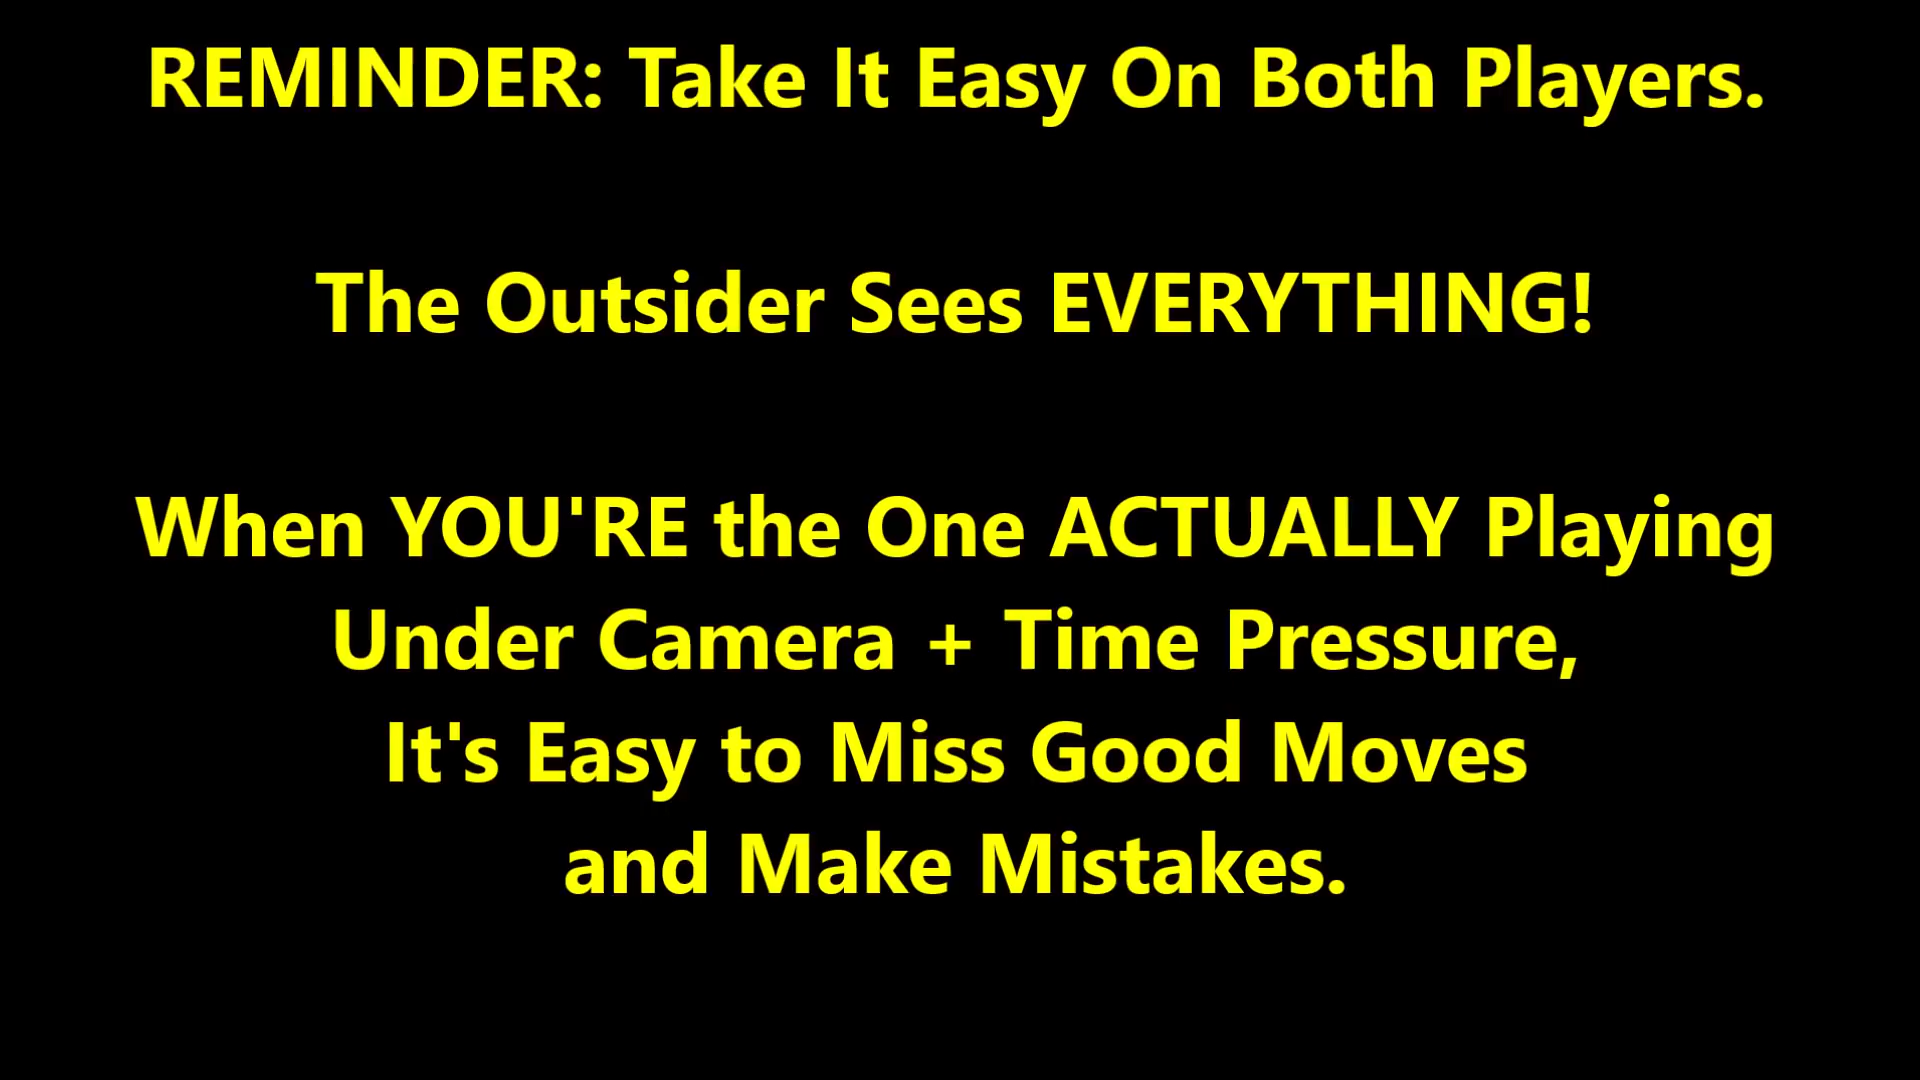 REMINDER: Take It Easy On Both Players.
The Outsider Sees EVERYTHING!
When YOU'RE the One ACTUALLY Playing
Under Camera + Time Pressure,
It's Easy to Miss Good Moves
and Make Mistakes.